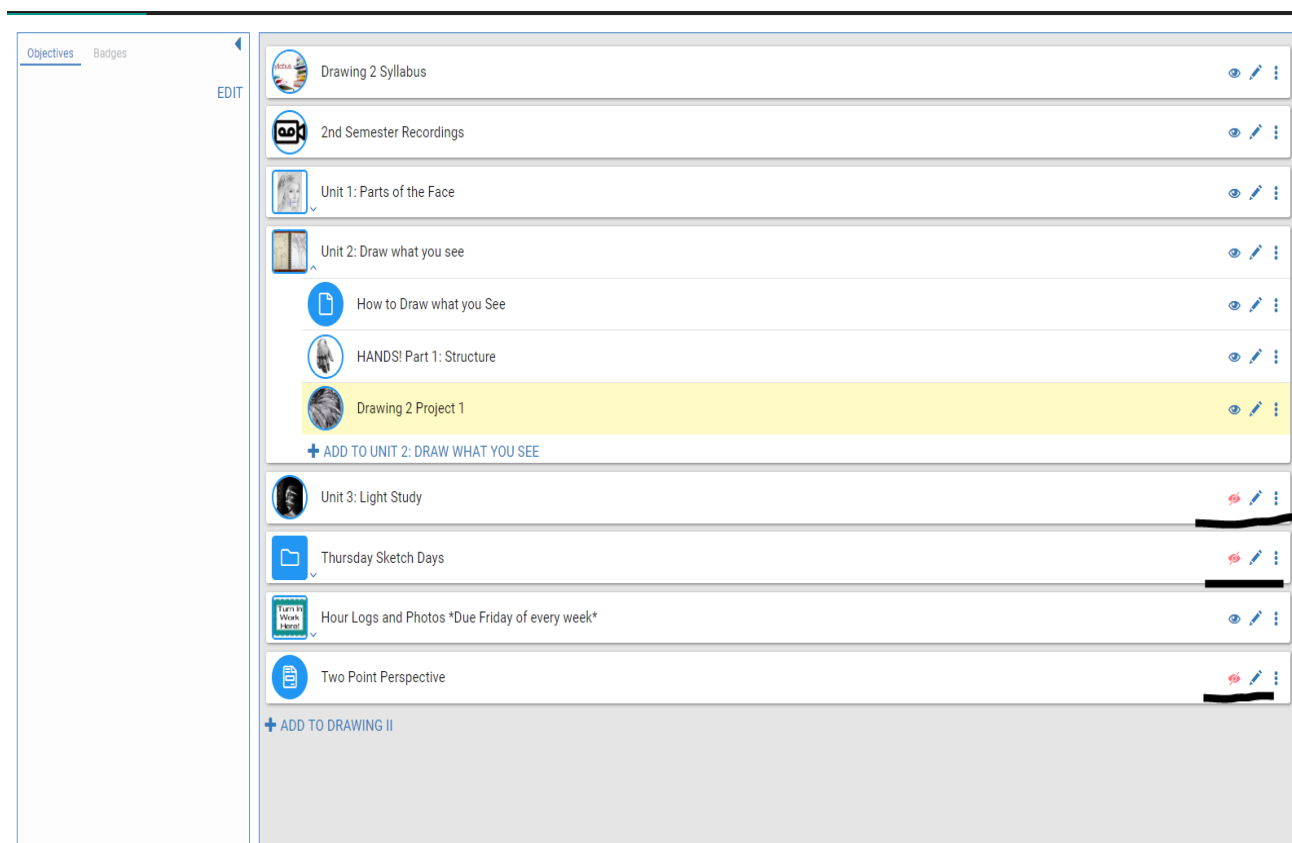 Objectives Badges
EDIT
Drawing 2 Syllabus
2nd Semester Recordings
Unit 1: Parts of the Face
Unit 2: Draw what you see
How to Draw what you See
HANDS! Part 1: Structure
Drawing 2 Project 1
ADD TO UNIT 2: DRAW WHAT YOU SEE
Unit 3: Light Study
Thursday Sketch Days
Turn In
Work
Here!
Hour Logs and Photos *Due Friday of every week*
Two Point Perspective
ADD TO DRAWING II